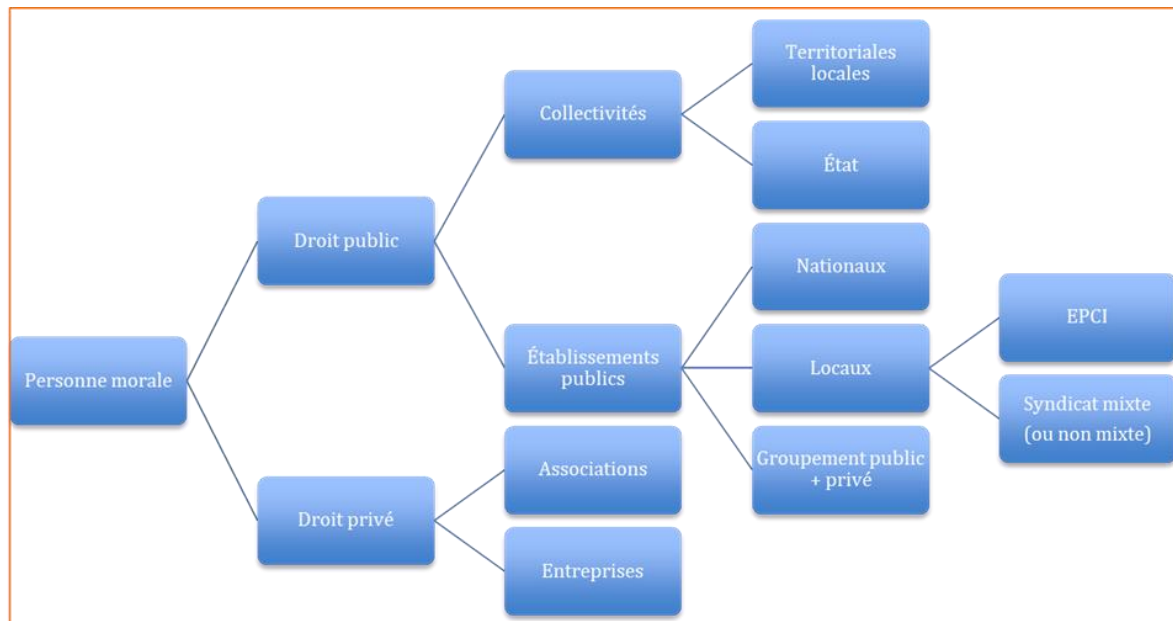 Personne morale
Droit public
Droit privé
Collectivités
Établissements
publics
Associations
Entreprises
Territoriales
locales
État
Nationaux
Locaux
Groupement public
+ privé
EPCI
Syndicat mixte
(ou non mixte)